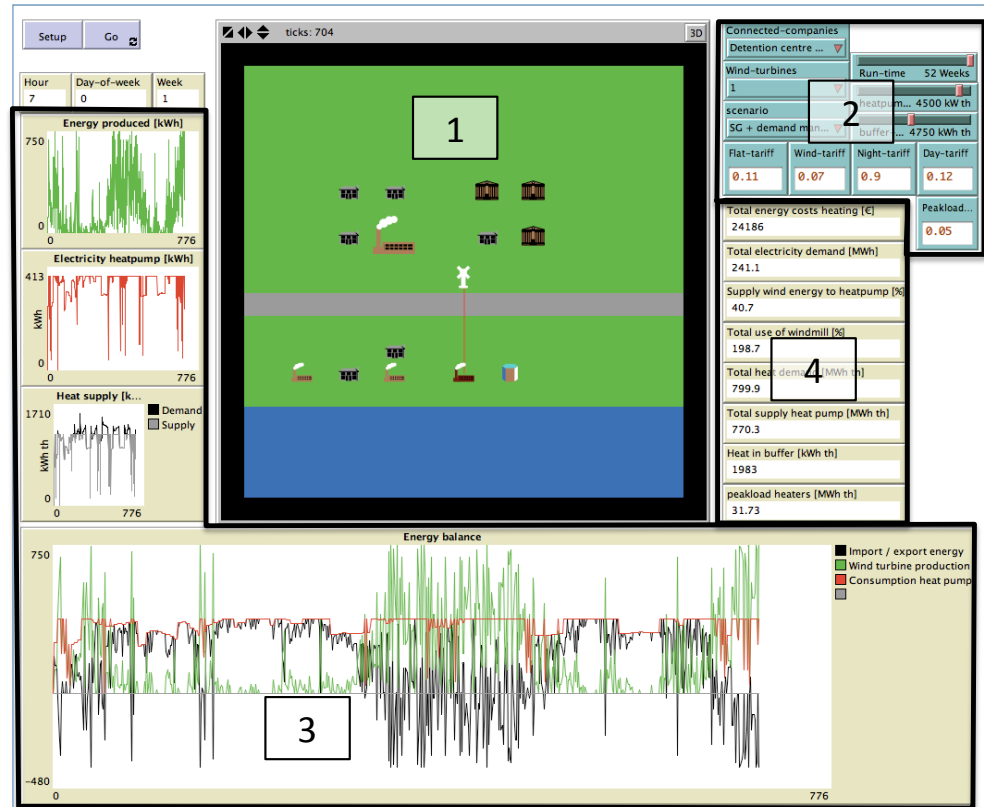 Setup
Go
ticks: 704
3D
Hour
7
Day-of-week
0
Week
1
Energy produced [kWh]
750
0
0
776
Electricity heatpump [kWh]
413
kWh
0
0
776
Heat supply [k...
Demand
Supply
1710
kWh th
0
0
776
1
2
Connected-companies
Detention centre ...
Wind-turbines
1
scenario
SG + demand man...
Run-time 52 Weeks
heatpum... 4500 kW th
buffer-... 4750 kWh th
Flat-tariff
0.11
Wind-tariff
0.07
Night-tariff
0.9
Day-tariff
0.12
Peakload...
0.05
Total energy costs heating [€]
24186
Total electricity demand [MWh]
241.1
Supply wind energy to heatpump [%]
40.7
Total use of windmill [%]
198.7
Total heat demand [MWh th]
799.9
4
Total supply heat pump [MWh th]
770.3
Heat in buffer [kWh th]
1983
peakload heaters [MWh th]
31.73
Energy balance
750
-480
0
776
3
Import / export energy
Wind turbine production
Consumption heat pump